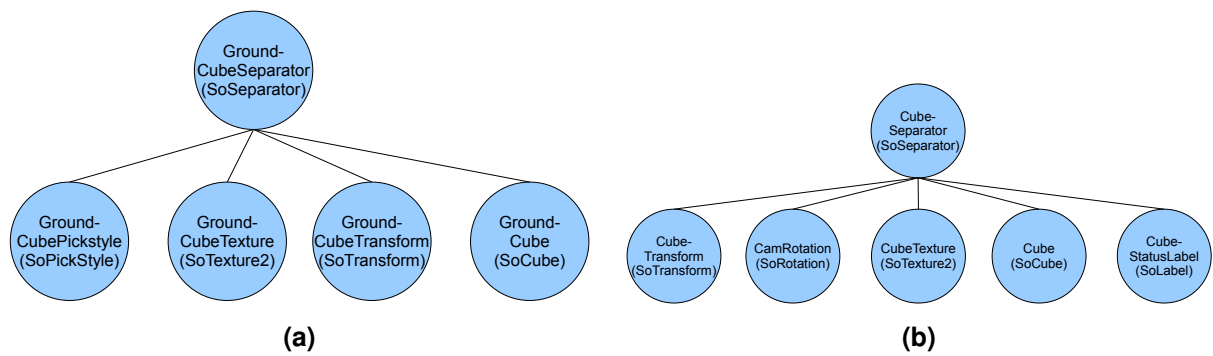 Ground-
CubeSeparator
(SoSeparator)
Ground-
CubePickstyle
(SoPickStyle)
Ground-
CubeTexture
(SoTexture2)
Ground-
CubeTransform
(SoTransform)
Ground-
Cube
(SoCube)
(a)
Cube-
Separator
(SoSeparator)
Cube-
Transform
(SoTransform)
CamRotation
(SoRotation)
CubeTexture
(SoTexture2)
Cube
(SoCube)
Cube-
StatusLabel
(SoLabel)
(b)